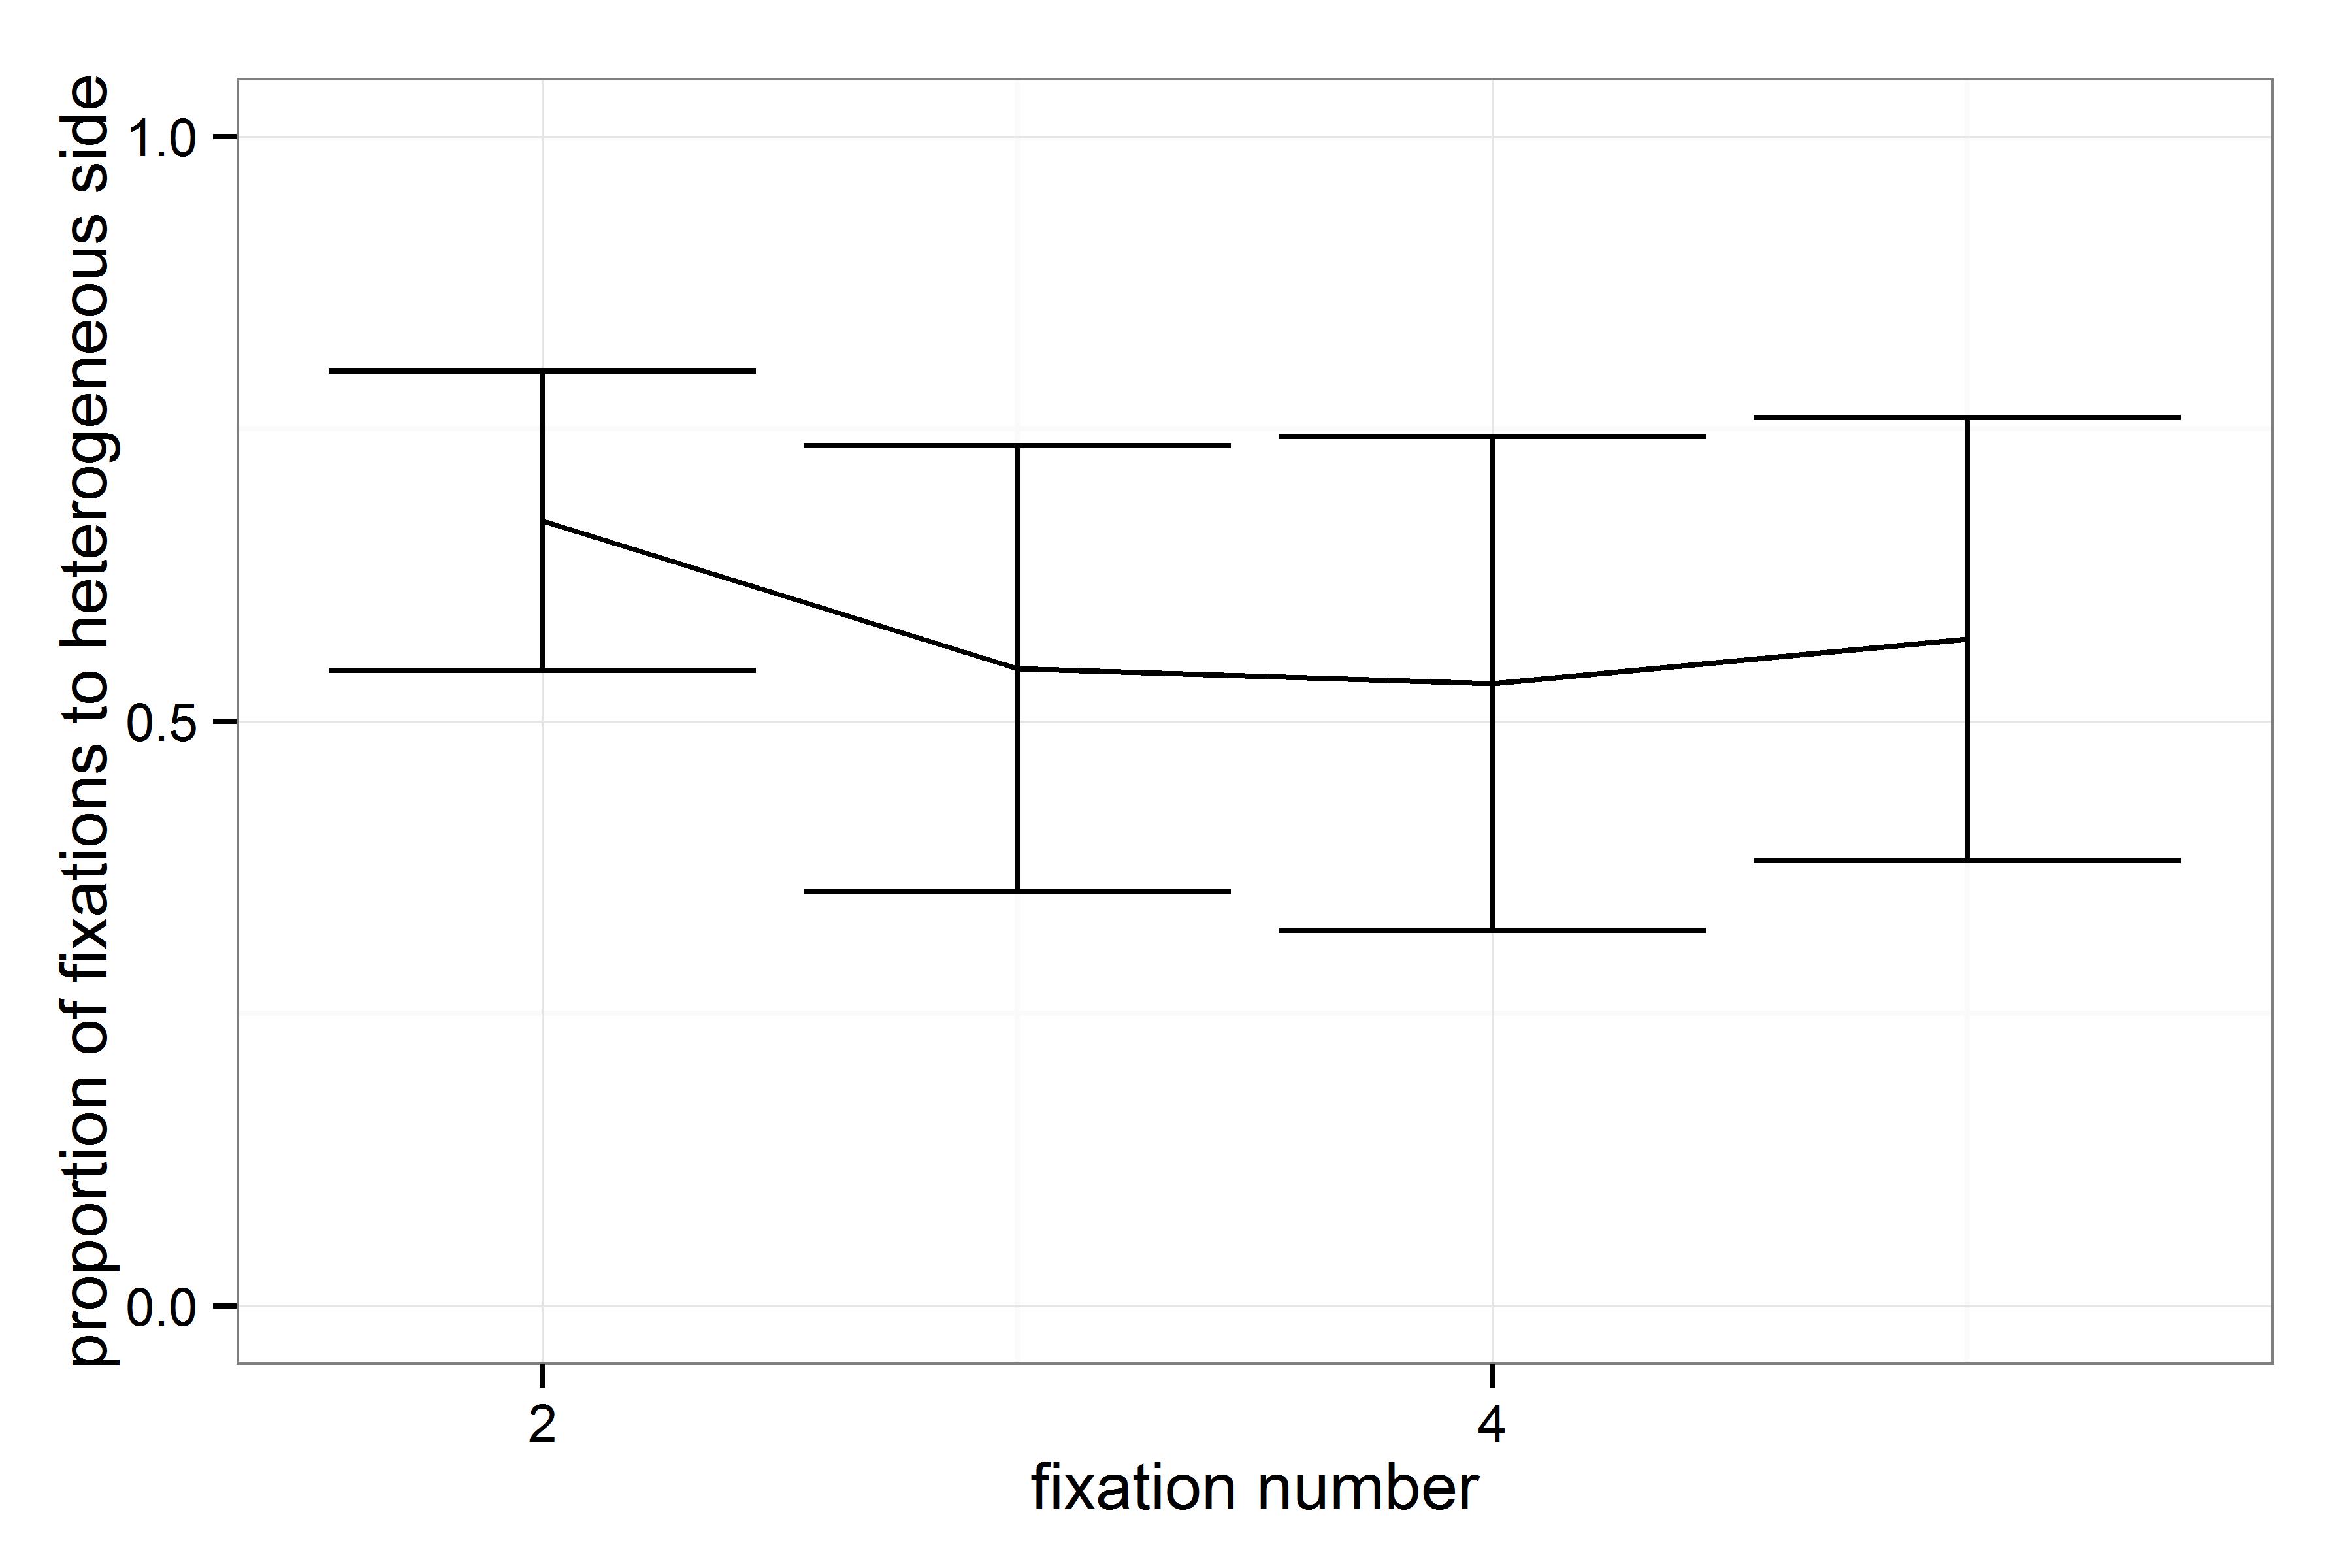 proportion of fixations to heterogeneous side
1.0
0.5
0.0
2
4
fixation number